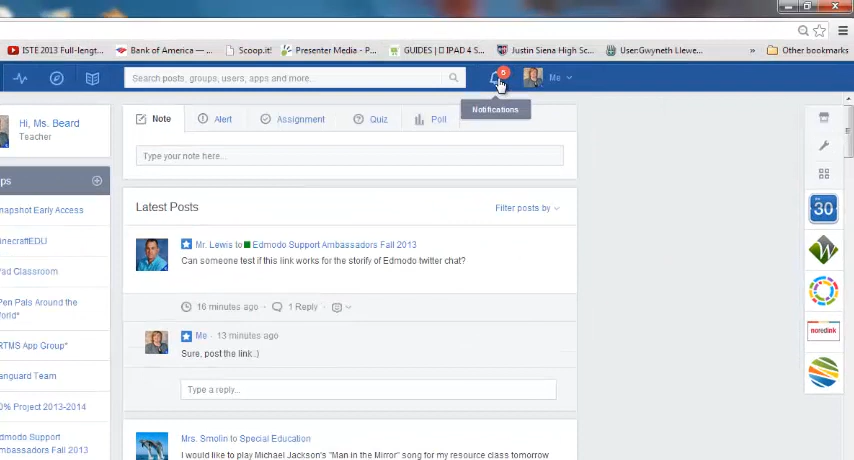 ISTE 2013 Full-lengt...
Bank of America — ...
Scoop.it!
Presenter Media - P...
GUIDES | IPAD 4 S...
Justin Siena High Sc...
User:Gwyneth Llewe...
»
Other bookmarks
Search posts, groups, users, apps and more...
6
Me
Notifications
Hi, Ms. Beard
Teacher
Note
Alert
Assignment
Quiz
Poll
Type your note here...
ps
napshot Early Access
inecraftEDU
ad Classroom
Pen Pals Around the
orld*
RTMS App Group*
anguard Team
0% Project 2013-2014
dmodo Support
mbassadors Fall 2013
Latest Posts
Filter posts by
Mr. Lewis to Edmodo Support Ambassadors Fall 2013
Can someone test if this link works for the storify of Edmodo twitter chat?
16 minutes ago · 1 Reply ·
Me · 13 minutes ago
Sure, post the link :)
Type a reply...
Mrs. Smolin to Special Education
I would like to play Michael Jackson's "Man in the Mirror" song for my resource class tomorrow
30
W
noredink